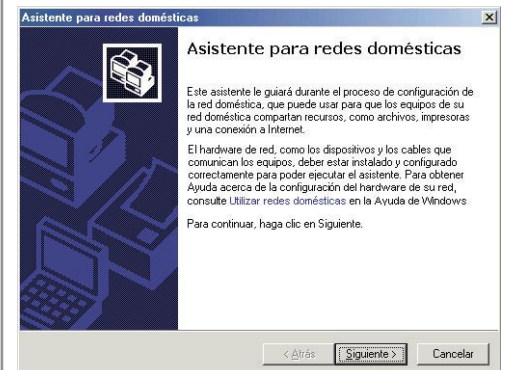 Asistente para redes domésticas
Asistente para redes domésticas
Este asistente le guiará durante el proceso de configuración de
la red doméstica, que puede usar para que los equipos de su
red doméstica compartan recursos, como archivos, impresoras
y una conexión a Internet.
El hardware de red, como los dispositivos y los cables que
comunican los equipos, deber estar instalado y configurado
correctamente para poder ejecutar el asistente. Para obtener
Ayuda acerca de la configuración del hardware de su red,
consulte Utilizar redes domésticas en la Ayuda de Windows
Para continuar, haga clic en Siguiente.
< Atrás
Siguiente >
Cancelar